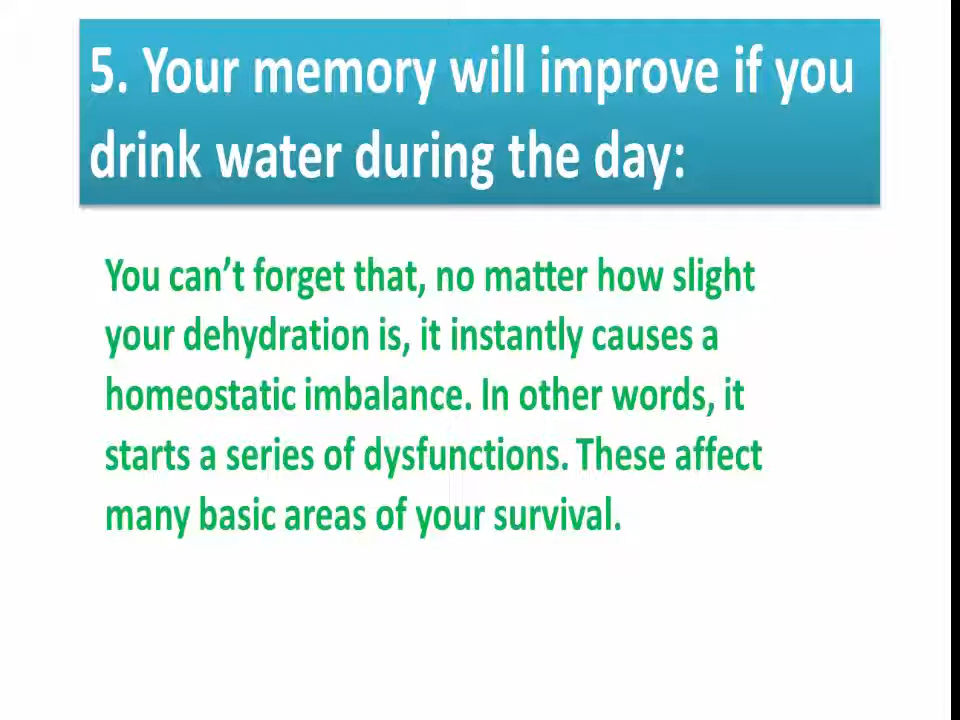 5. Your memory will improve if you
drink water during the day:
You can’t forget that, no matter how slight
your dehydration is, it instantly causes a
homeostatic imbalance. In other words, it
starts a series of dysfunctions. These affect
many basic areas of your survival.